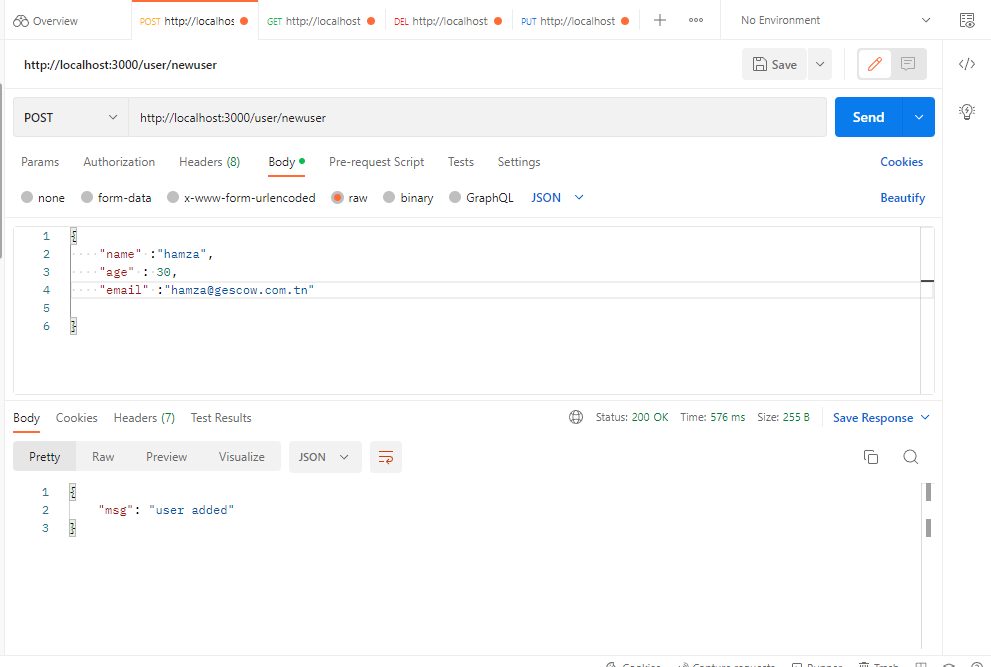 Overview POST http://localhos GET http://localhost DEL http://localhost PUT http://localhost No Environment
http://localhost:3000/user/newuser Save
POST http://localhost:3000/user/newuser Send
Params Authorization Headers (8) Body Pre-request Script Tests Settings Cookies
none form-data x-www-form-urlencoded raw binary GraphQL JSON Beautify
1 {
2 "name" :"hamza",
3 "age" : 30,
4 "email" :"hamza@gescow.com.tn"
5
6 }
Body Cookies Headers (7) Test Results Status: 200 OK Time: 576 ms Size: 255 B Save Response
Pretty Raw Preview Visualize JSON
1 {
2 "msg": "user added"
3 }
Cookies Capture requests Runner Trash